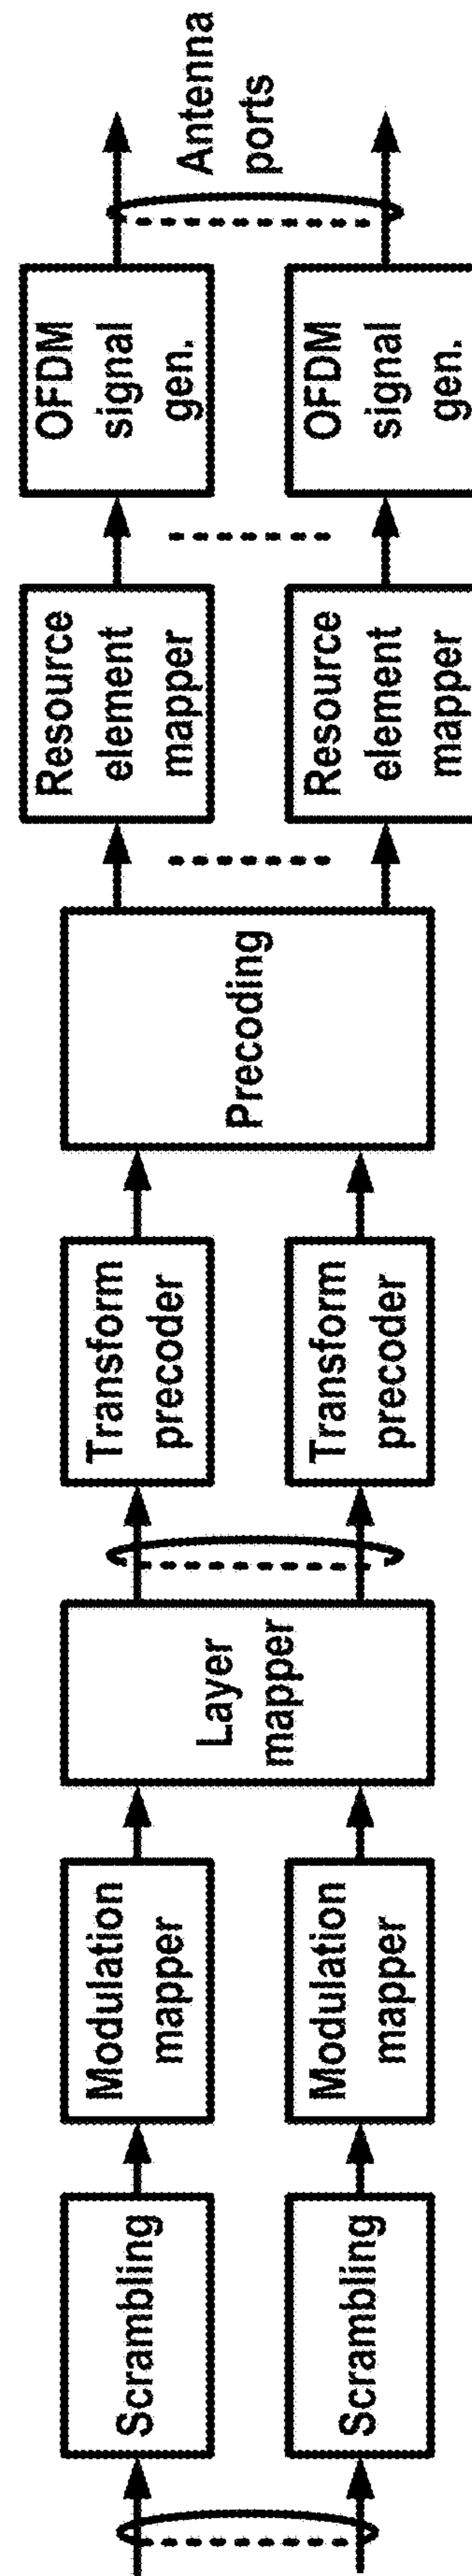 Scrambling
Scrambling
Modulation
mapper
Modulation
mapper
Layer
mapper
Transform
precoder
Transform
precoder
Precoding
Resource
element
mapper
Resource
element
mapper
OFDM
signal
gen.
OFDM
signal
gen.
Antenna
ports